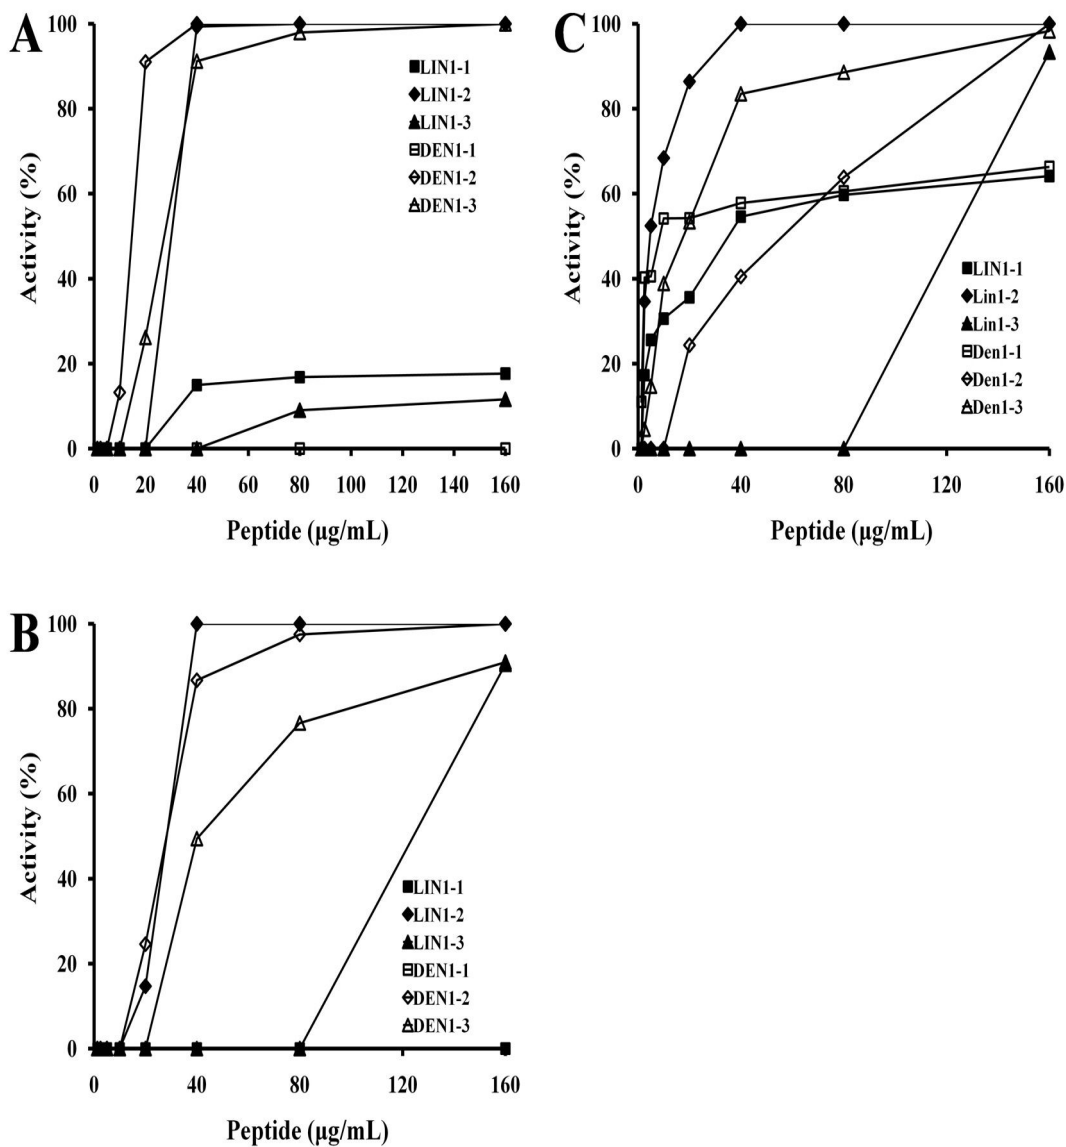 A
Activity (%)
100
80
60
40
20
0
LIN1-1
LIN1-2
LIN1-3
DEN1-1
DEN1-2
DEN1-3
0 20 40 60 80 100 120 140 160
Peptide (µg/mL)
C
Activity (%)
100
80
60
40
20
0
LIN1-1
Lin1-2
Lin1-3
Den1-1
Den1-2
Den1-3
0 40 80 120 160
Peptide (µg/mL)
B
Activity (%)
100
80
60
40
20
0
LIN1-1
LIN1-2
LIN1-3
DEN1-1
DEN1-2
DEN1-3
0 40 80 120 160
Peptide (µg/mL)